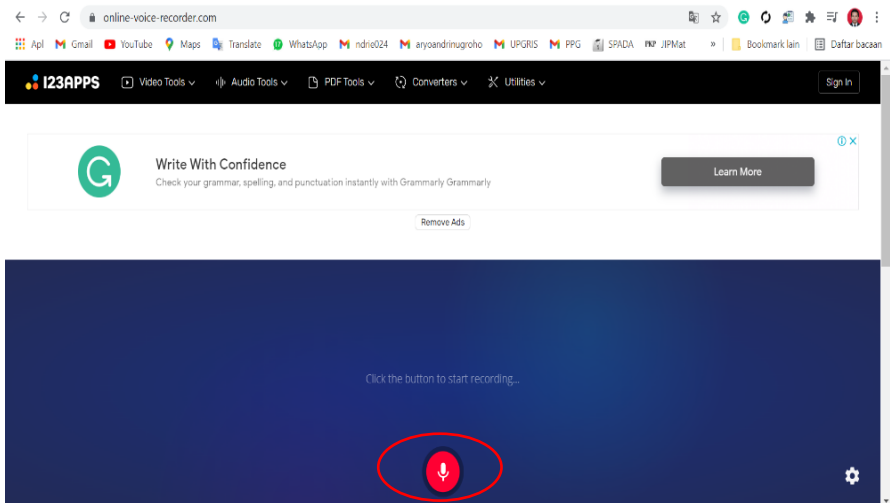 online-voice-recorder.com
Apl Gmail YouTube Maps Translate WhatsApp ndrie024 aryoandrinugroho UPGRIS PPG SPADA PKP JIPMat » Bookmark lain Daftar bacaan
123APPS Video Tools Audio Tools PDF Tools Converters Utilities Sign In
Write With Confidence
Check your grammar, spelling, and punctuation instantly with Grammarly Grammarly
Learn More
Remove Ads
Click the button to start recording...